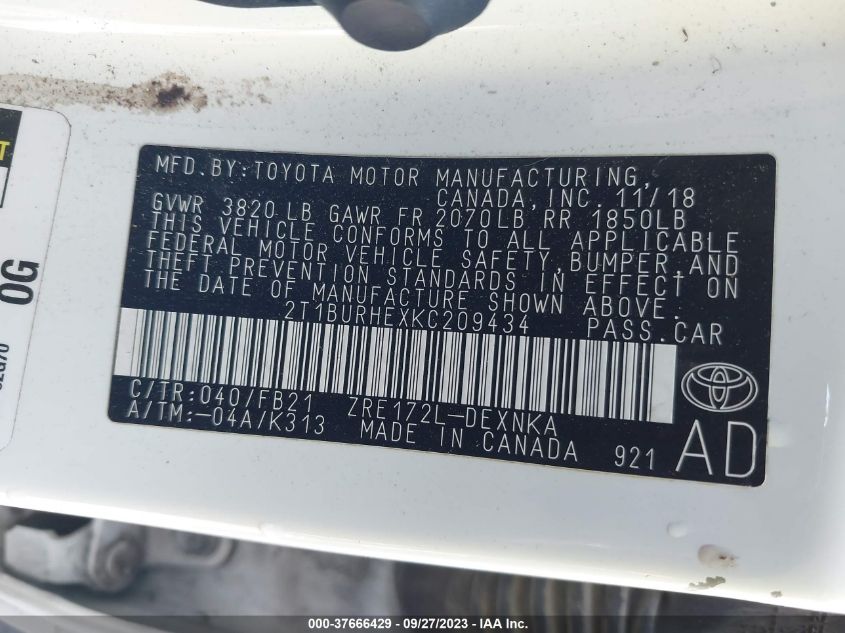 MFD.BY:TOYOTA MOTOR MANUFACTURING,
CANADA, INC. 11/18
GVWR 3820 LB GAWR FR 2070LB RR 1850LB
THIS VEHICLE CONFORMS TO ALL APPLICABLE
FEDERAL MOTOR VEHICLE SAFETY, BUMPER, AND
THEFT PREVENTION STANDARDS IN EFFECT ON
THE DATE OF MANUFACTURE SHOWN ABOVE.
2T1BURHEXKC209434 PASS.CAR
C/TR:040/FB21 ZRE172L-DEXNKA
A/TM:-04A/K313 MADE IN CANADA 921 AD
OG
000-37666429 - 09/27/2023 - Copyright © IAA, Inc.